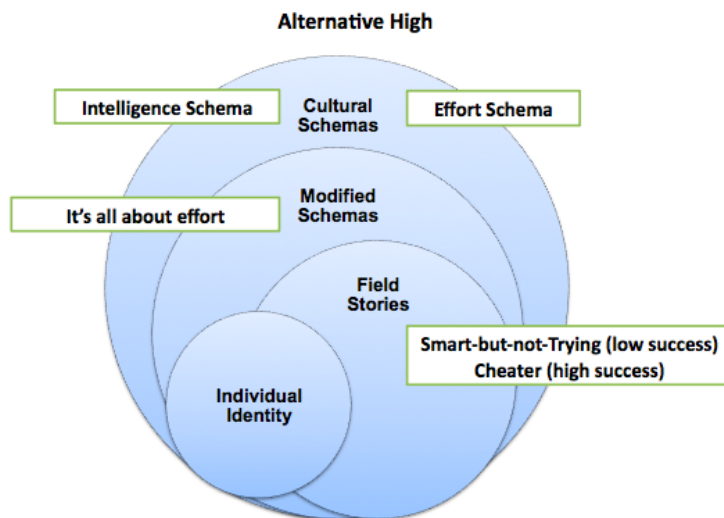 Alternative High
Intelligence Schema
Cultural
Schemas
Effort Schema
It's all about effort
Modified
Schemas
Field
Stories
Smart-but-not-Trying (low success)
Cheater (high success)
Individual
Identity